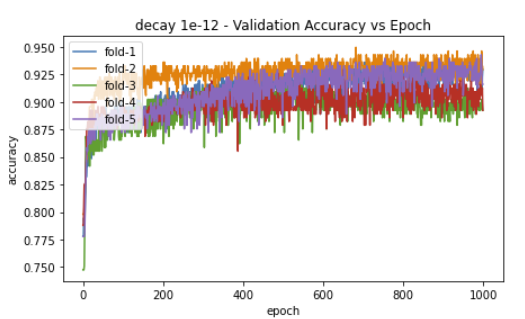 decay 1e-12 - Validation Accuracy vs Epoch
accuracy
0.950
0.925
0.900
0.875
0.850
0.825
0.800
0.775
0.750
fold-1
fold-2
fold-3
fold-4
fold-5
0
200
400
600
800
1000
epoch